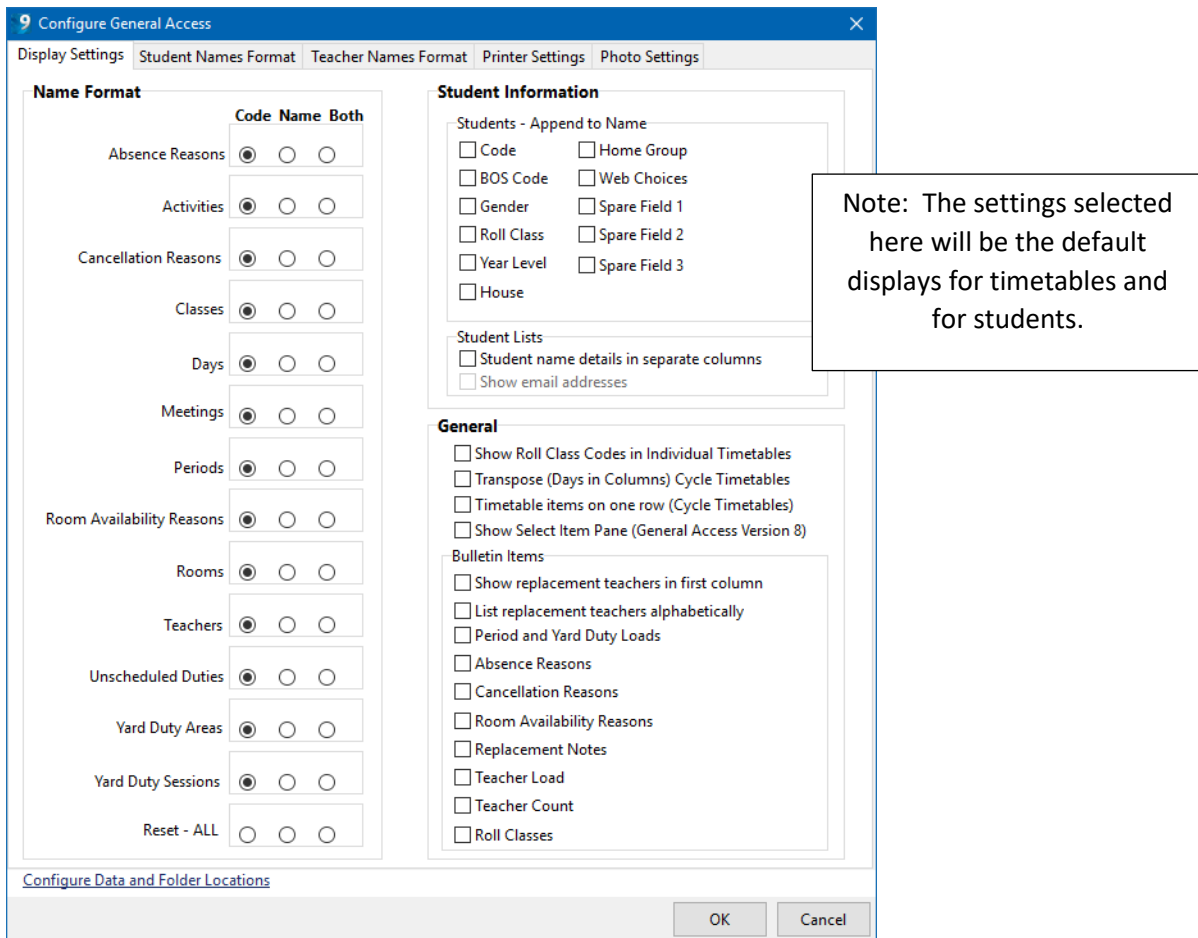 9 Configure General Access
Display Settings Student Names Format Teacher Names Format Printer Settings Photo Settings
Name Format
Code Name Both
Absence Reasons
Activities
Cancellation Reasons
Classes
Days
Meetings
Periods
Room Availability Reasons
Rooms
Teachers
Unscheduled Duties
Yard Duty Areas
Yard Duty Sessions
Reset - ALL
Student Information
Students - Append to Name
Code Home Group
BOS Code Web Choices
Gender Spare Field 1
Roll Class Spare Field 2
Year Level Spare Field 3
House
Student Lists
Student name details in separate columns
Show email addresses
General
Show Roll Class Codes in Individual Timetables
Transpose (Days in Columns) Cycle Timetables
Timetable items on one row (Cycle Timetables)
Show Select Item Pane (General Access Version 8)
Bulletin Items
Show replacement teachers in first column
List replacement teachers alphabetically
Period and Yard Duty Loads
Absence Reasons
Cancellation Reasons
Room Availability Reasons
Replacement Notes
Teacher Load
Teacher Count
Roll Classes
Note: The settings selected
here will be the default
displays for timetables and
for students.
Configure Data and Folder Locations
OK Cancel